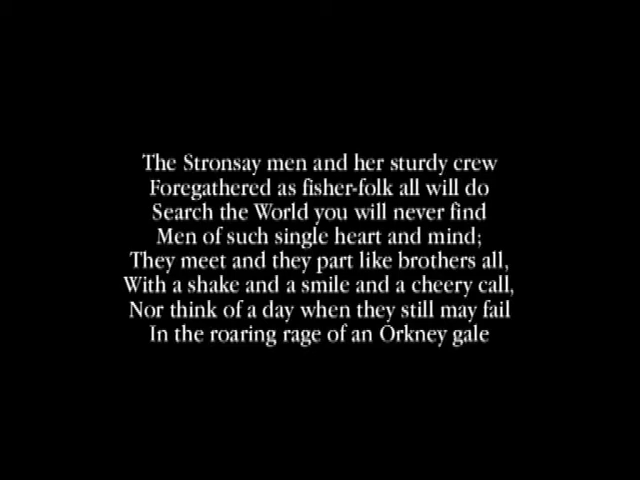 The Stronsay men and her sturdy crew
Foregathered as fisher-folk all will do
Search the World you will never find
Men of such single heart and mind;
They meet and they part like brothers all,
With a shake and a smile and a cheery call,
Nor think of a day when they still may fail
In the roaring rage of an Orkney gale